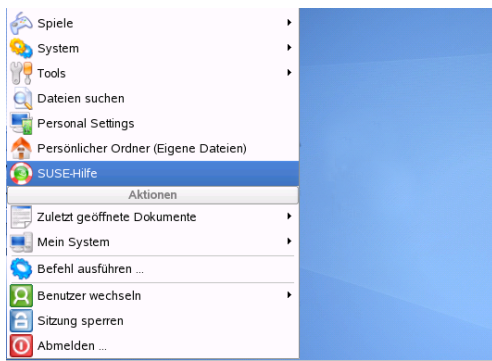 Spiele
System
Tools
Dateien suchen
Personal Settings
Persönlicher Ordner (Eigene Dateien)
SUSE-Hilfe
Aktionen
Zuletzt geöffnete Dokumente
Mein System
Befehl ausführen ...
Benutzer wechseln
Sitzung sperren
Abmelden ...